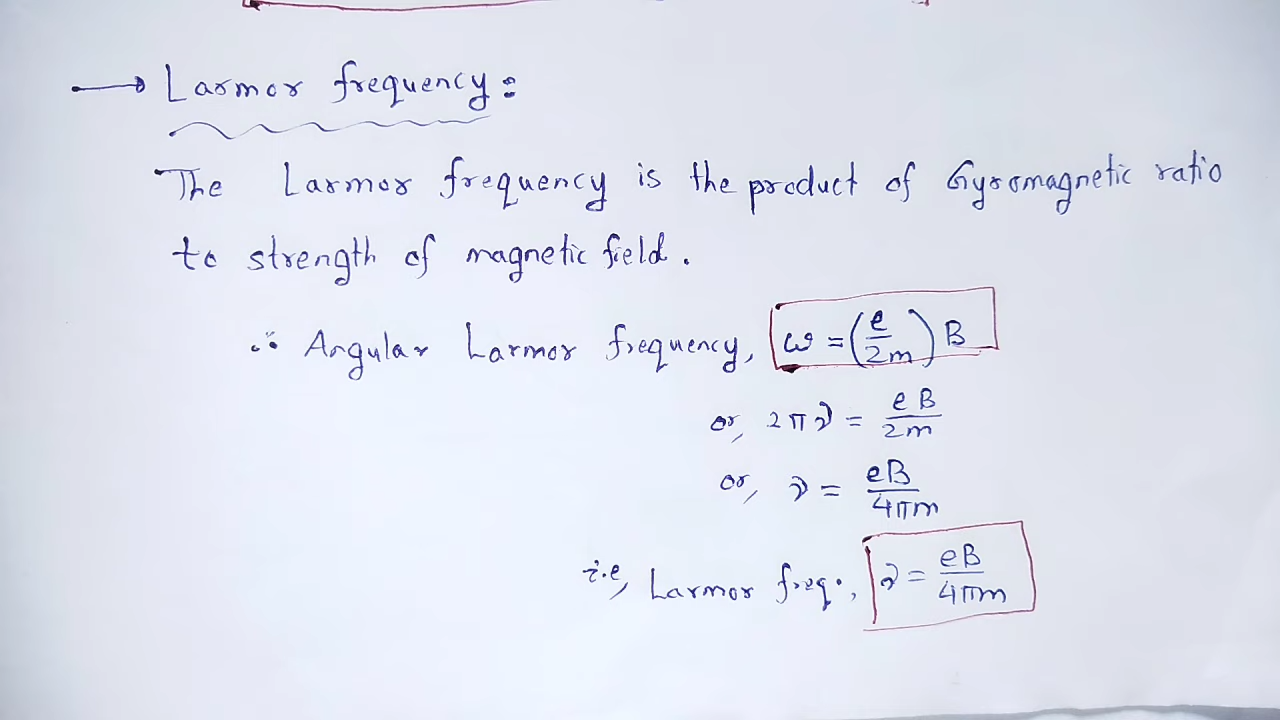 → Larmor frequency:
The Larmor frequency is the product of Gyromagnetic ratio
to strength of magnetic field.
∴ Angular Larmor frequency, ω = (e/2m) B
or, 2πν = eB/2m
or, ν = eB/4πm
i.e, Larmor freq., ν = eB/4πm